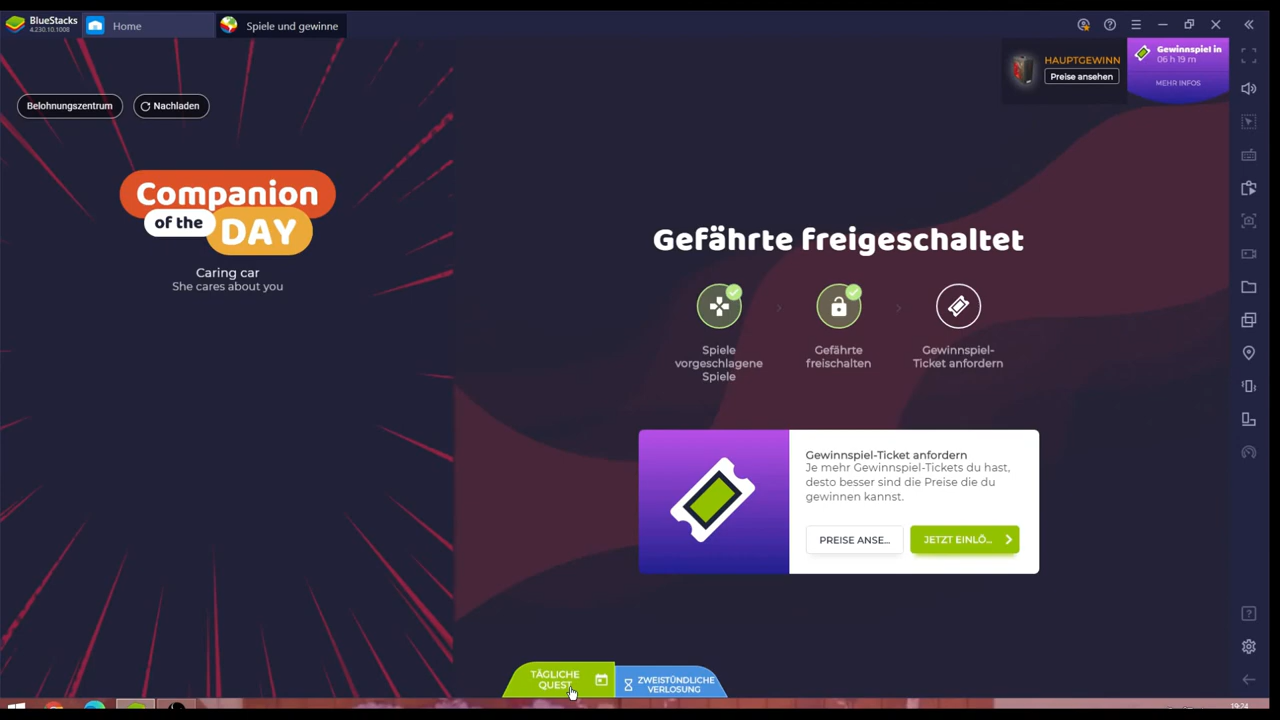 BlueStacks
4.230.10.1008
Home
Spiele und gewinne
HAUPTGEWINN
Preise ansehen
Gewinnspiel in
06 h 19 m
MEHR INFOS
Belohnungszentrum
Nachladen
Companion
of the
DAY
Caring car
She cares about you
Gefährte freigeschaltet
Spiele
vorgeschlagene
Spiele
Gefährte
freischalten
Gewinnspiel-
Ticket anfordern
Gewinnspiel-Ticket anfordern
Je mehr Gewinnspiel-Tickets du hast,
desto besser sind die Preise die du
gewinnen kannst.
PREISE ANSE...
JETZT EINLÖ...
TÄGLICHE
QUEST
ZWEISTÜNDLICHE
VERLOSUNG
19:24